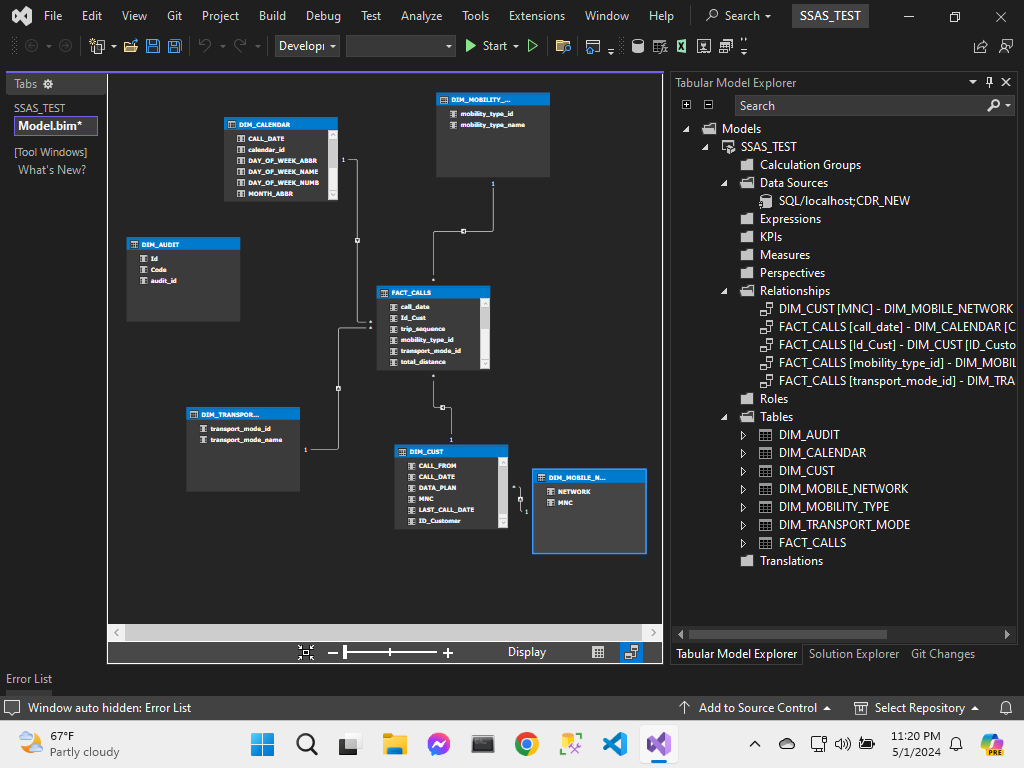 File Edit View Git Project Build Debug Test Analyze Tools Extensions Window Help Search SSAS_TEST
Developı Start
Tabs
SSAS_TEST
Model.bim*
[Tool Windows]
What's New?
DIM_MOBILITY_...
mobility_type_id
mobility_type_name
1
DIM_CALENDAR
CALL_DATE
calendar_id
DAY_OF_WEEK_ABBR
DAY_OF_WEEK_NAME
DAY_OF_WEEK_NUMB
MONTH_ABBR
1
DIM_AUDIT
Id
Code
audit_id
*
FACT_CALLS
call_date
Id_Cust
trip_sequence
mobility_type_id
transport_mode_id
total_distance
*
*
*
DIM_TRANSPOR...
transport_mode_id
transport_mode_name
1
1
DIM_CUST
CALL_FROM
CALL_DATE
DATA_PLAN
MNC
LAST_CALL_DATE
ID_Customer
*
1
DIM_MOBILE_N...
NETWORK
MNC
Display
Tabular Model Explorer
Search
Models
SSAS_TEST
Calculation Groups
Data Sources
SQL/localhost;CDR_NEW
Expressions
KPIs
Measures
Perspectives
Relationships
DIM_CUST [MNC] - DIM_MOBILE_NETWORK
FACT_CALLS [call_date] - DIM_CALENDAR [C
FACT_CALLS [Id_Cust] - DIM_CUST [ID_Custo
FACT_CALLS [mobility_type_id] - DIM_MOBIL
FACT_CALLS [transport_mode_id] - DIM_TRA
Roles
Tables
DIM_AUDIT
DIM_CALENDAR
DIM_CUST
DIM_MOBILE_NETWORK
DIM_MOBILITY_TYPE
DIM_TRANSPORT_MODE
FACT_CALLS
Translations
Tabular Model Explorer Solution Explorer Git Changes
Error List
Window auto hidden: Error List Add to Source Control Select Repository
67°F
Partly cloudy
11:20 PM
5/1/2024
PRE